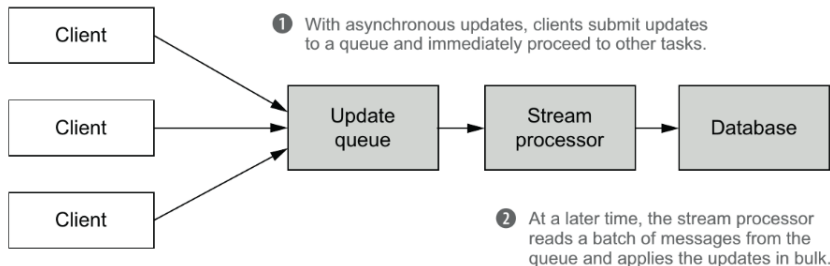 Client
❶ With asynchronous updates, clients submit updates
to a queue and immediately proceed to other tasks.
Client
Update
queue
Stream
processor
Database
Client
❷ At a later time, the stream processor
reads a batch of messages from the
queue and applies the updates in bulk.